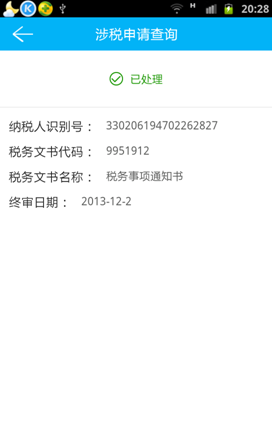 K
H
20:28
涉税申请查询
已处理
纳税人识别号： 330206194702262827
税务文书代码： 9951912
税务文书名称： 税务事项通知书
终审日期： 2013-12-2